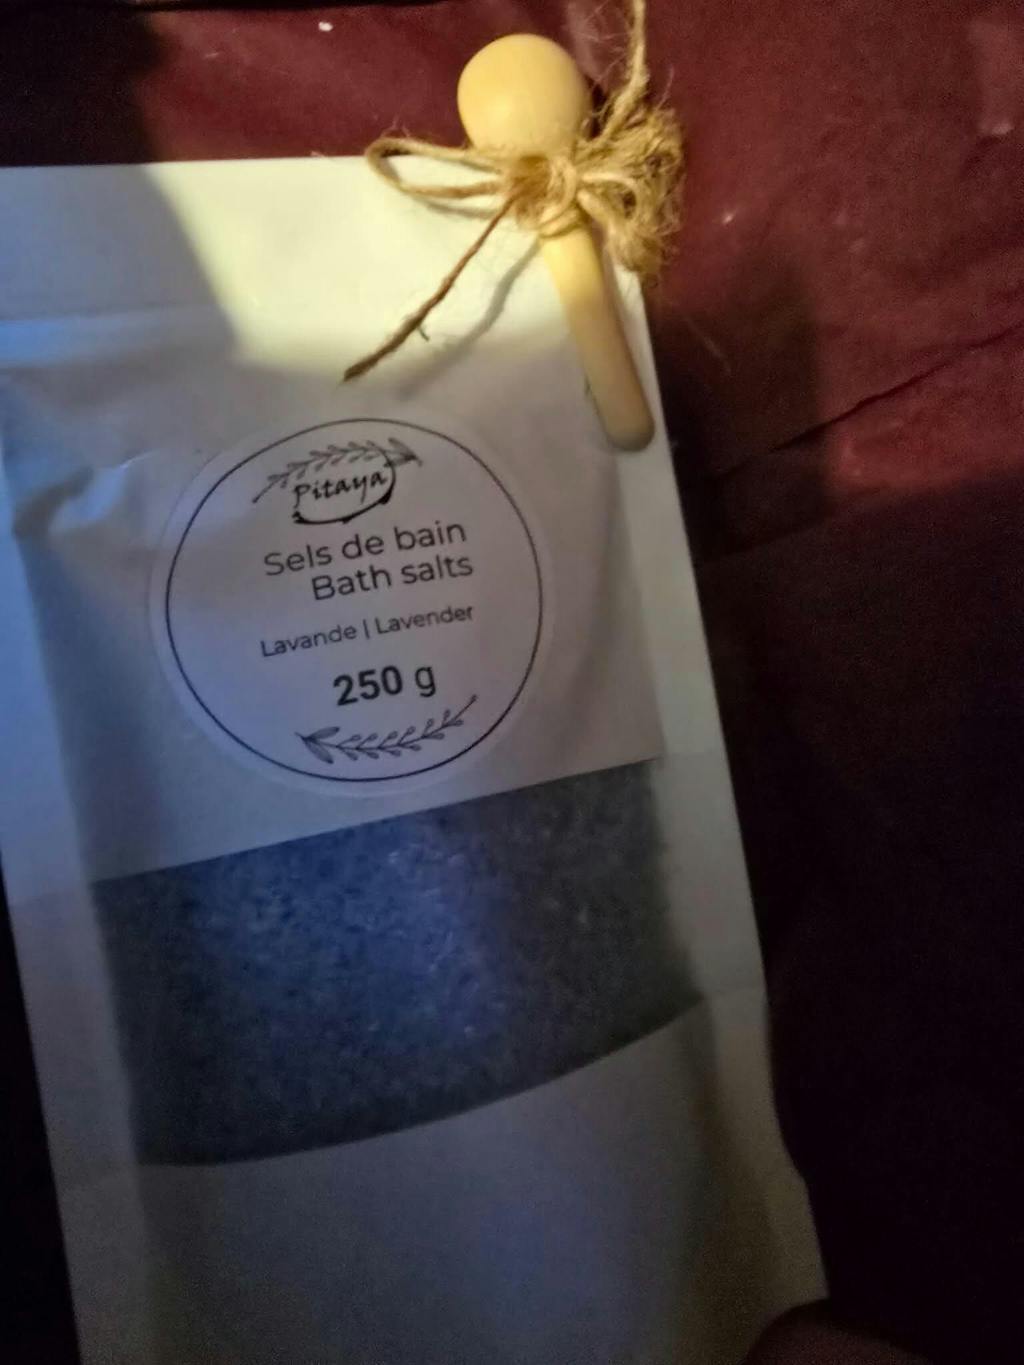 Pitaya
Sels de bain
Bath salts
Lavande | Lavender
250 g